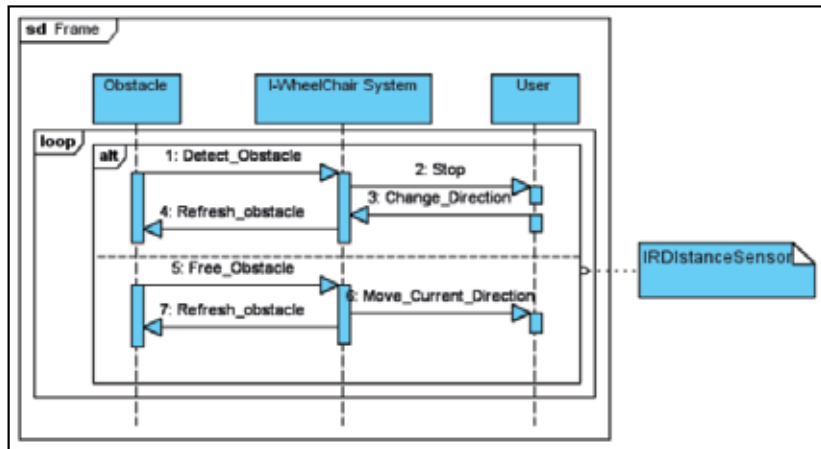 sd Frame
Obstacle
I-WheelChair System
User
loop
alt
1: Detect_Obstacle
2: Stop
3: Change_Direction
4: Refresh_obstacle
IRDIstanceSensor
5: Free_Obstacle
6: Move_Current_Direction
7: Refresh_obstacle